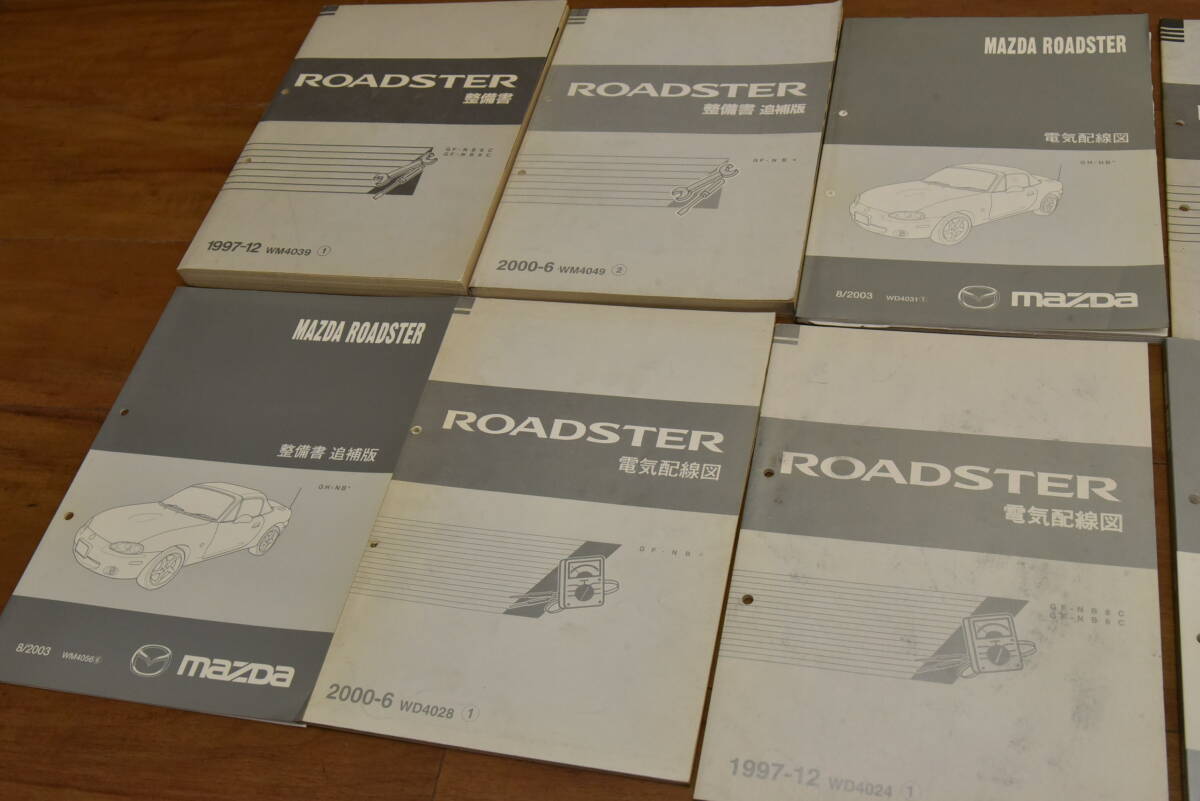 ROADSTER
整備書
GF-NB6C
GF-NB8C
1997-12 WM4039 ①
ROADSTER
整備書 追補版
GF-NB*
2000-6 WM4049 ②
MAZDA ROADSTER
電気配線図
GH-NB*
8/2003 WD4031①
mazda
MAZDA ROADSTER
整備書 追補版
GH-NB*
8/2003 WM4056
mazda
ROADSTER
電気配線図
GF-NB*
2000-6 WD4028 ①
ROADSTER
電気配線図
GF-NB8C
GF-NB6C
1997-12 WD4024 ①